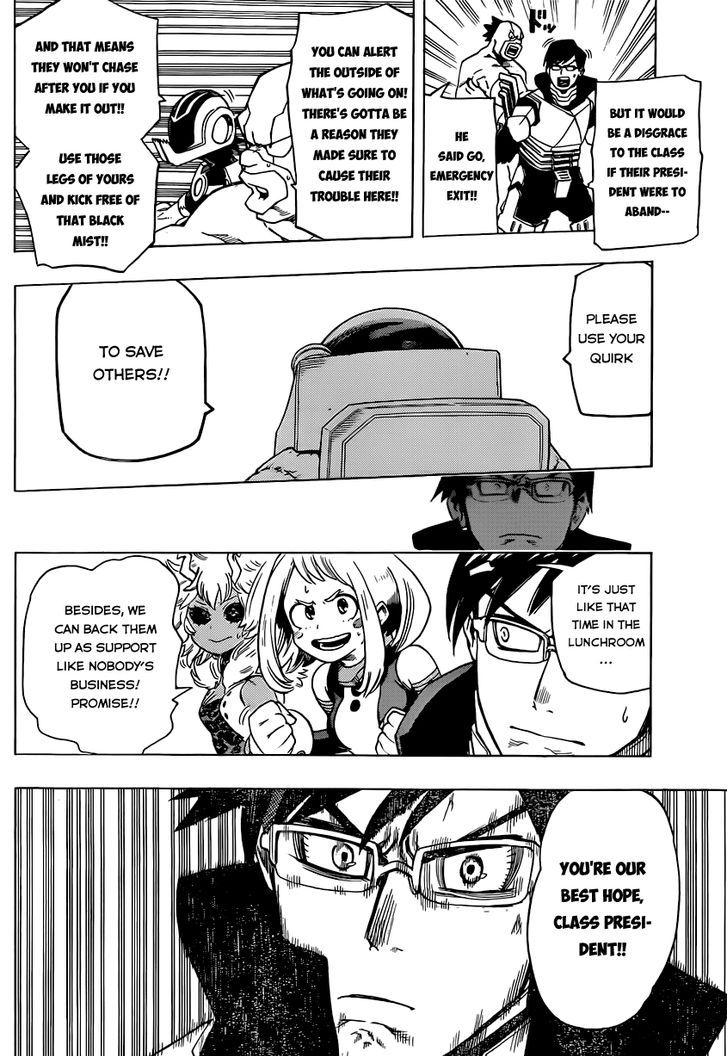 ドッ
BUT IT WOULD
BE A DISGRACE
TO THE CLASS
IF THEIR PRESI-
DENT WERE TO
ABAND--
HE
SAID GO,
EMERGENCY
EXIT!!
YOU CAN ALERT
THE OUTSIDE OF
WHAT'S GOING ON!
THERE'S GOTTA BE
A REASON THEY
MADE SURE TO
CAUSE THEIR
TROUBLE HERE!!
AND THAT MEANS
THEY WON'T CHASE
AFTER YOU IF YOU
MAKE IT OUT!!
USE THOSE
LEGS OF YOURS
AND KICK FREE OF
THAT BLACK
MIST!!
PLEASE
USE YOUR
QUIRK
TO SAVE
OTHERS!!
IT'S JUST
LIKE THAT
TIME IN THE
LUNCHROOM
...
BESIDES, WE
CAN BACK THEM
UP AS SUPPORT
LIKE NOBODY'S
BUSINESS!
PROMISE!!
YOU'RE OUR
BEST HOPE,
CLASS PRESI-
DENT!!